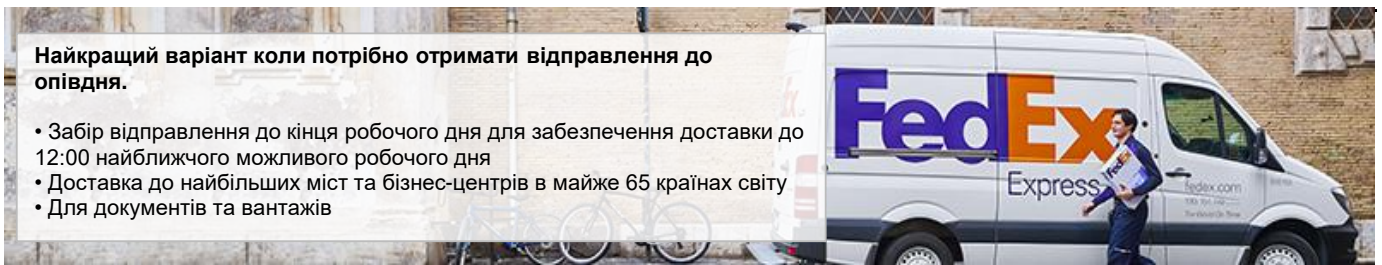 Найкращий варіант коли потрібно отримати відправлення до
опівдня.
• Забір відправлення до кінця робочого дня для забезпечення доставки до
12:00 найближчого можливого робочого дня
• Доставка до найбільших міст та бізнес-центрів в майже 65 країнах світу
• Для документів та вантажів
FedEx
Express
FedEx
fedex.com